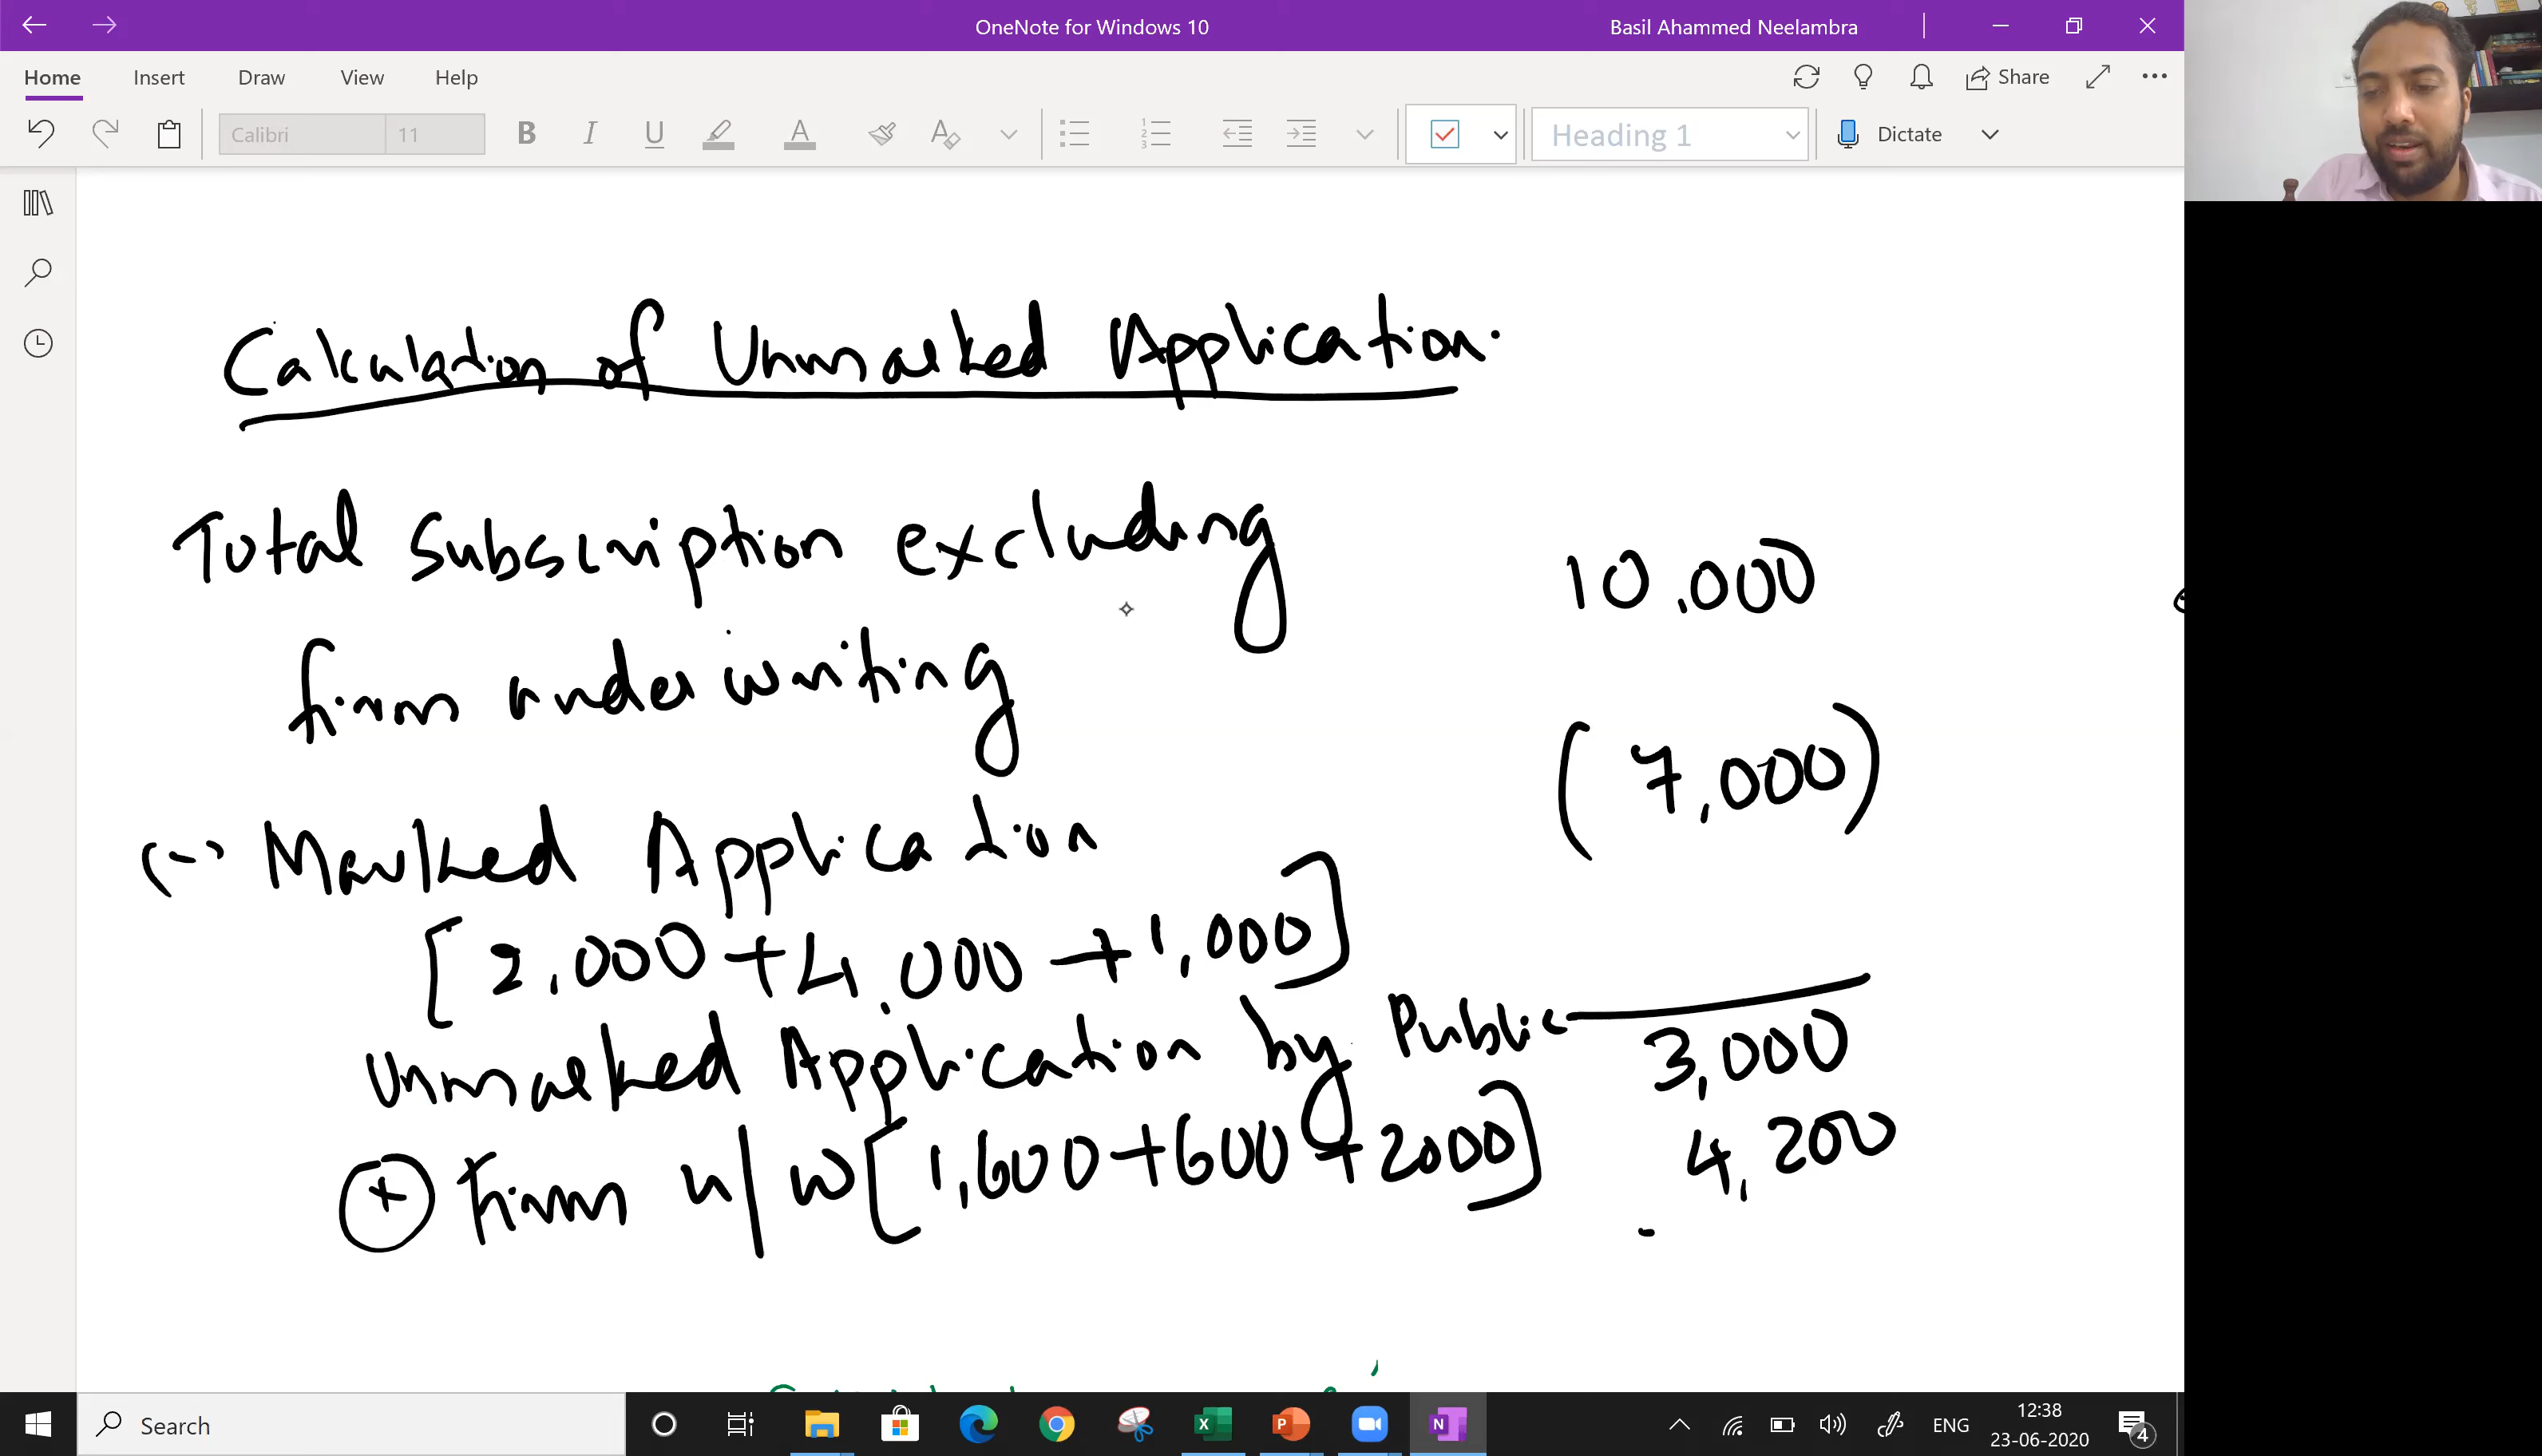 OneNote for Windows 10
Basil Ahammed Neelambra
Home Insert Draw View Help
Share
Calibri 11 B I U A A Heading 1 Dictate
Calculation of Unmarked Application.
Total Subscription excluding 10,000
firm underwriting
(-) Marked Application (7,000)
[2,000+4,000+1,000]
Unmarked Application by Public 3,000
+ firm u/w [1,600+600+2000] 4,200
Search
ENG
12:38
23-06-2020
4